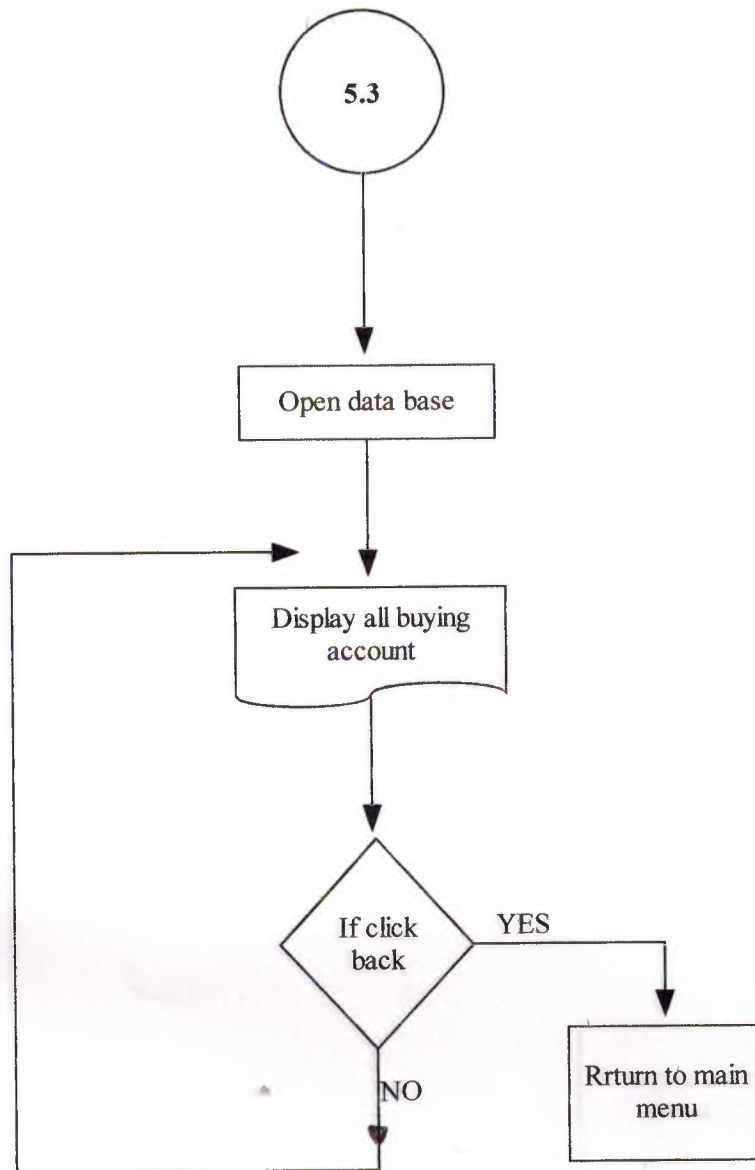 5.3
Open data base
Display all buying
account
If click
back
YES
NO
Rrturn to main
menu